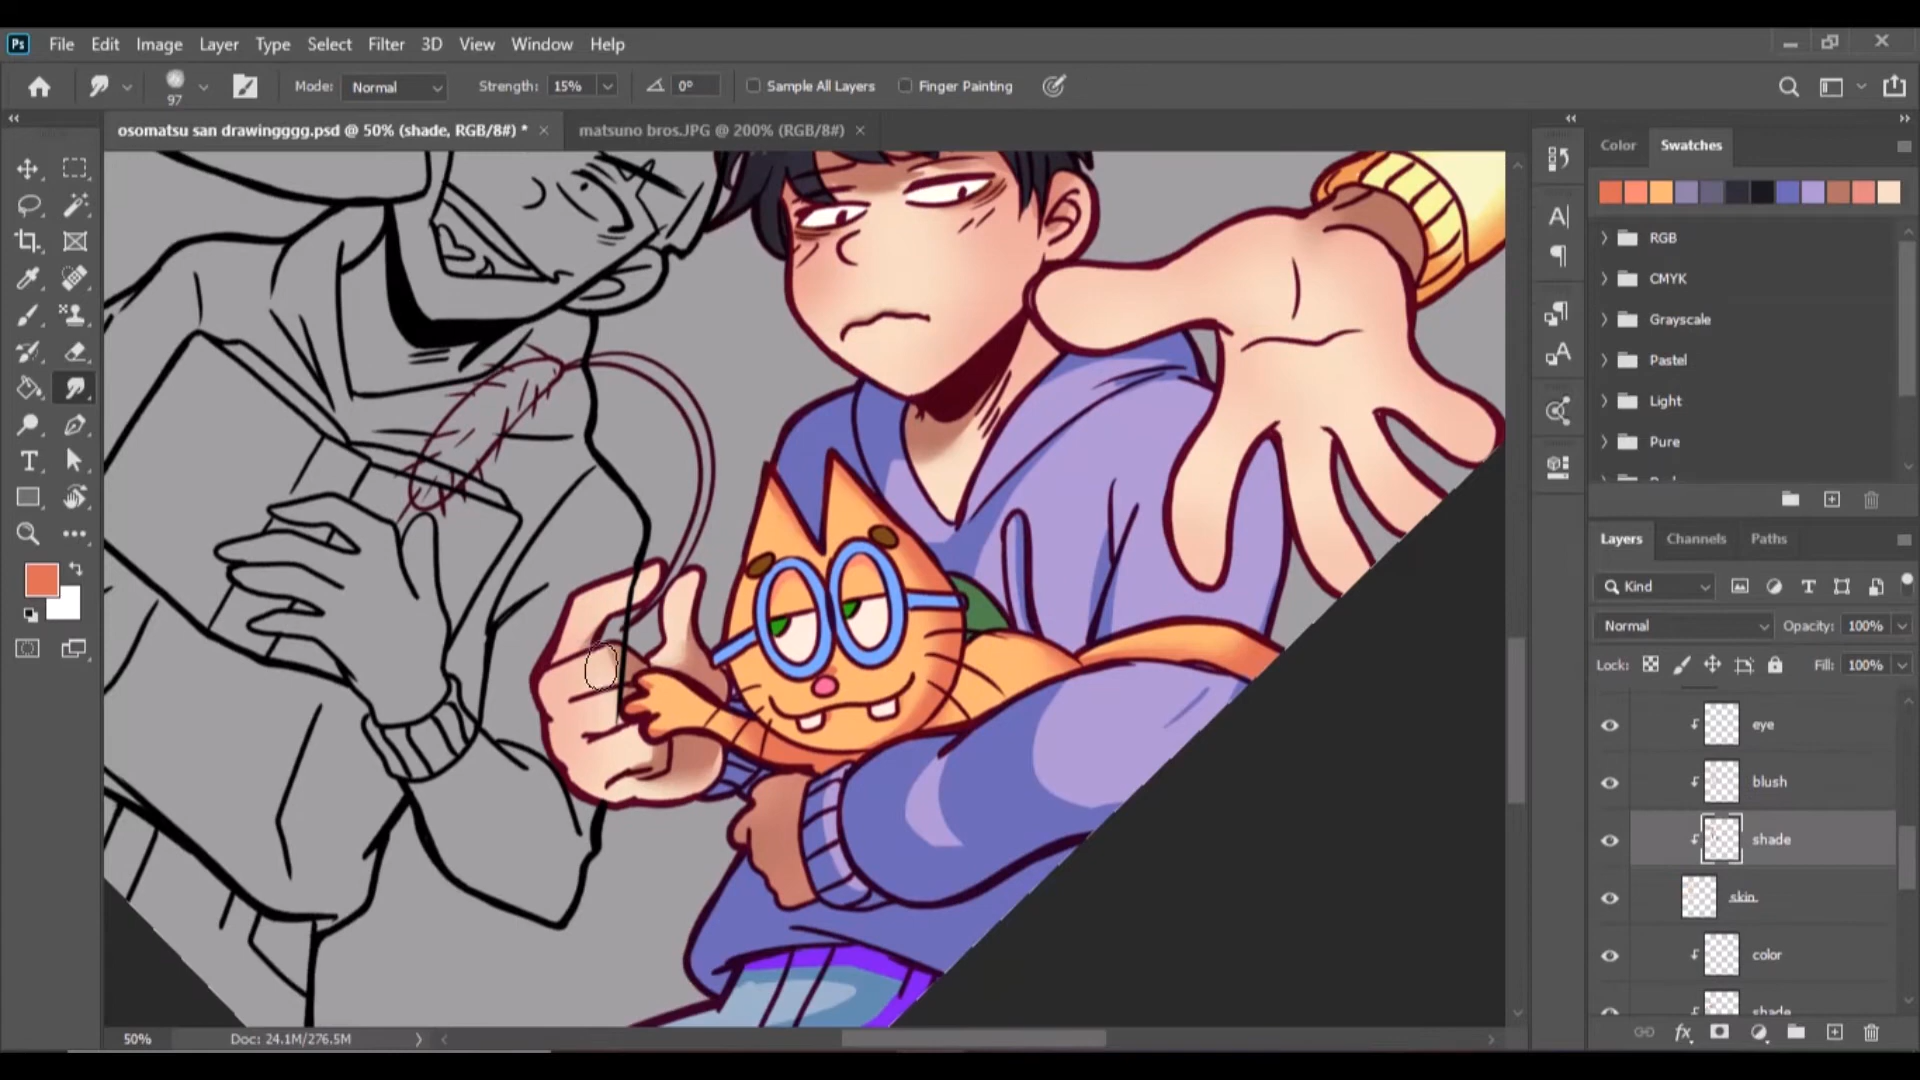 Ps File Edit Image Layer Type Select Filter 3D View Window Help
97 Mode: Normal Strength: 15% 0° Sample All Layers Finger Painting
osomatsu san drawingggg.psd @ 50% (shade, RGB/8#) * × matsuno bros.JPG @ 200% (RGB/8#) ×
Color Swatches
RGB
CMYK
Grayscale
Pastel
Light
Pure
Layers Channels Paths
Kind
Normal Opacity: 100%
Lock: Fill: 100%
eye
blush
shade
skin
color
shade
50% Doc: 24.1M/276.5M